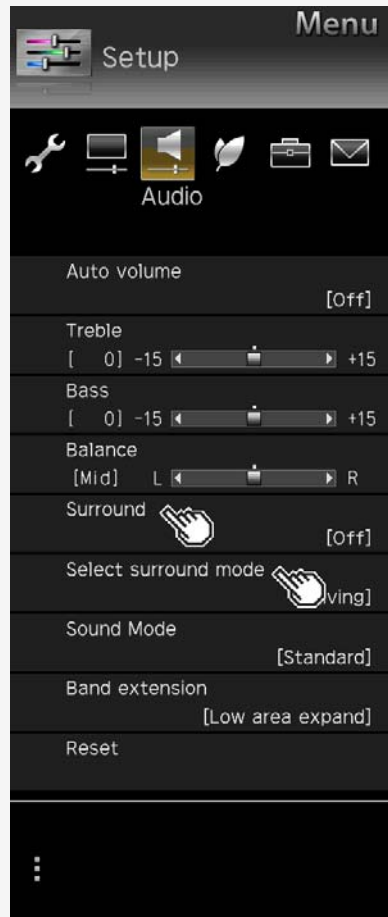 Menu
Setup
Audio
Auto volume
[Off]
Treble
[ 0] -15 +15
Bass
[ 0] -15 +15
Balance
[Mid] L R
Surround
[Off]
Select surround mode
ving]
Sound Mode
[Standard]
Band extension
[Low area expand]
Reset